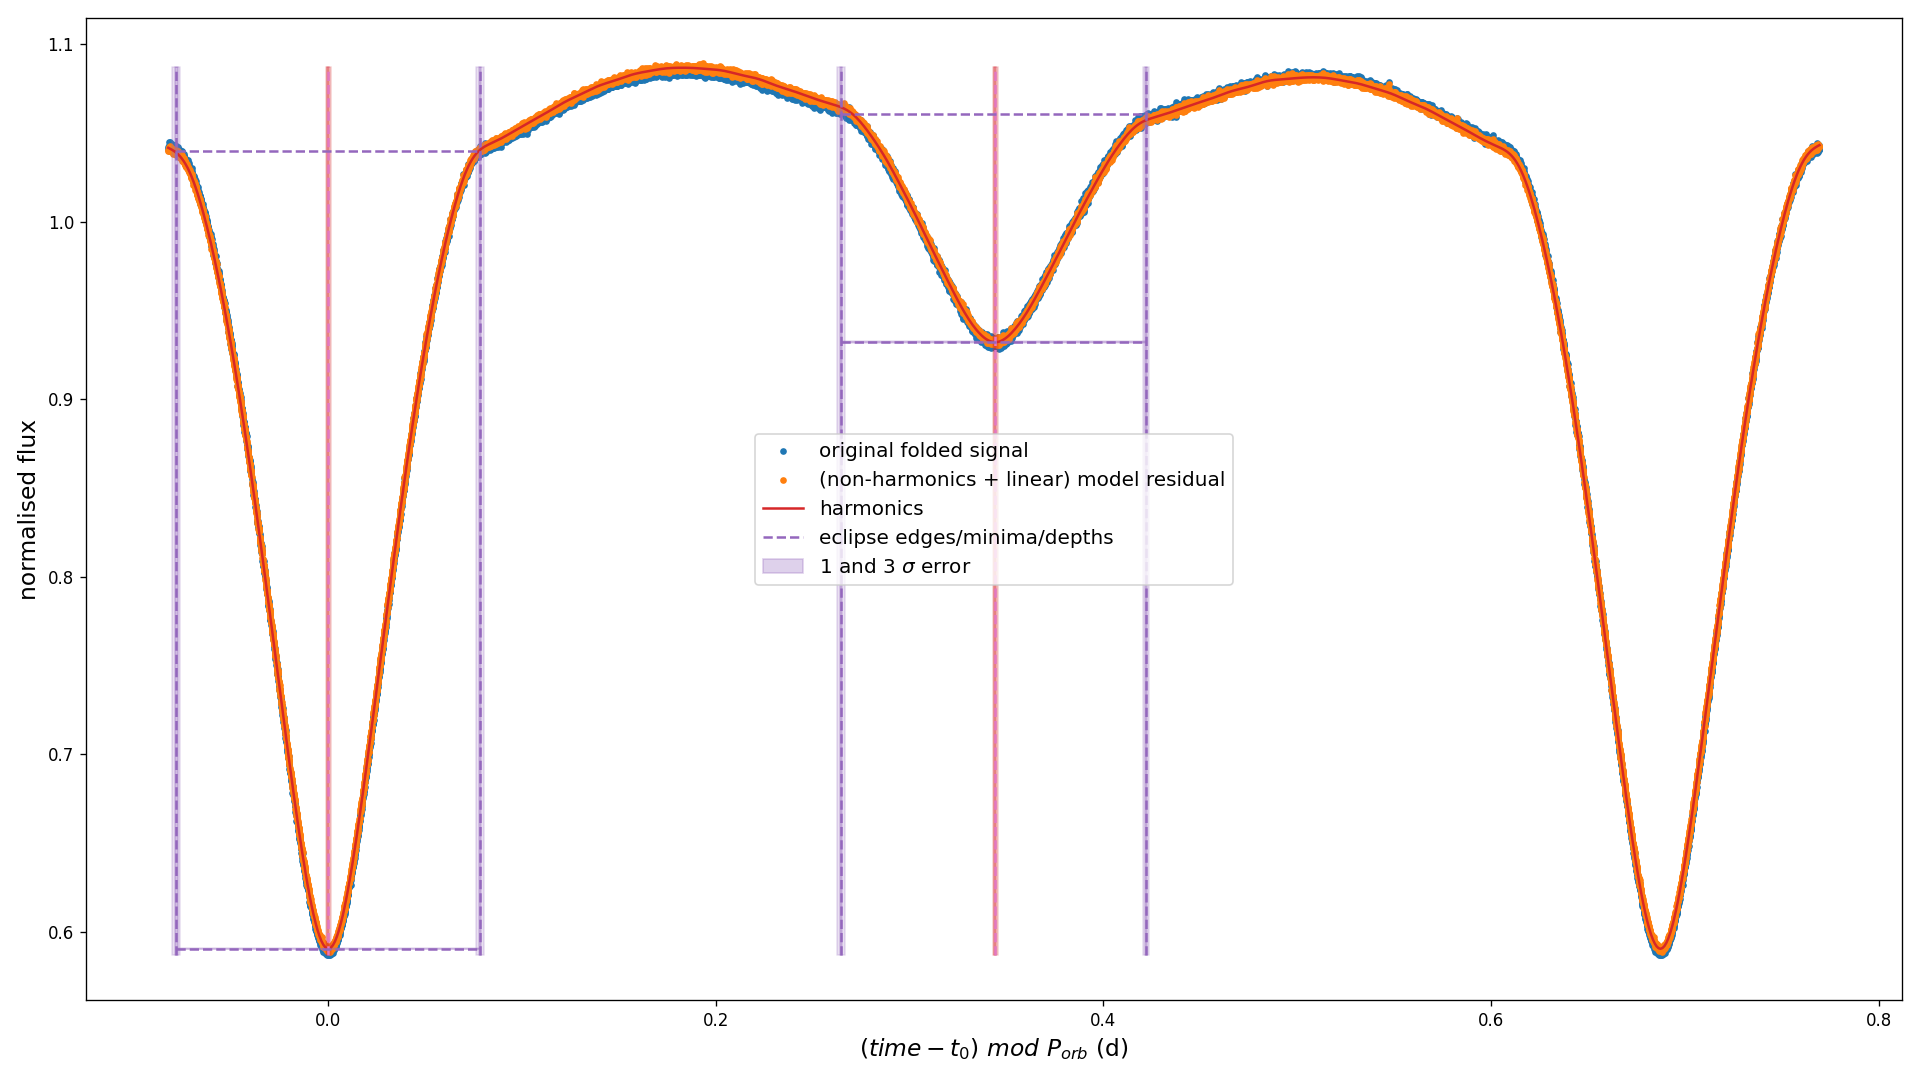 1.1
1.0
0.9
0.8
0.7
0.6
normalised flux
original folded signal
(non-harmonics + linear) model residual
harmonics
eclipse edges/minima/depths
1 and 3 σ error
0.0 0.2 0.4 0.6 0.8
(time − t₀) mod P_orb (d)